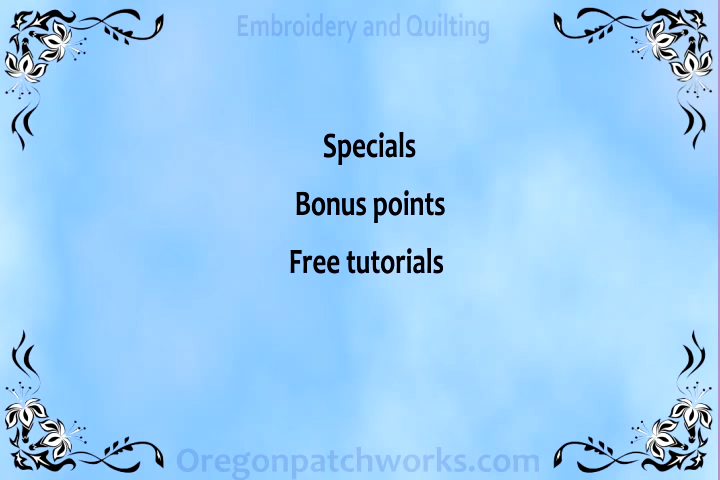 Embroidery and Quilting
Specials
Bonus points
Free tutorials
Oregonpatchworks.com